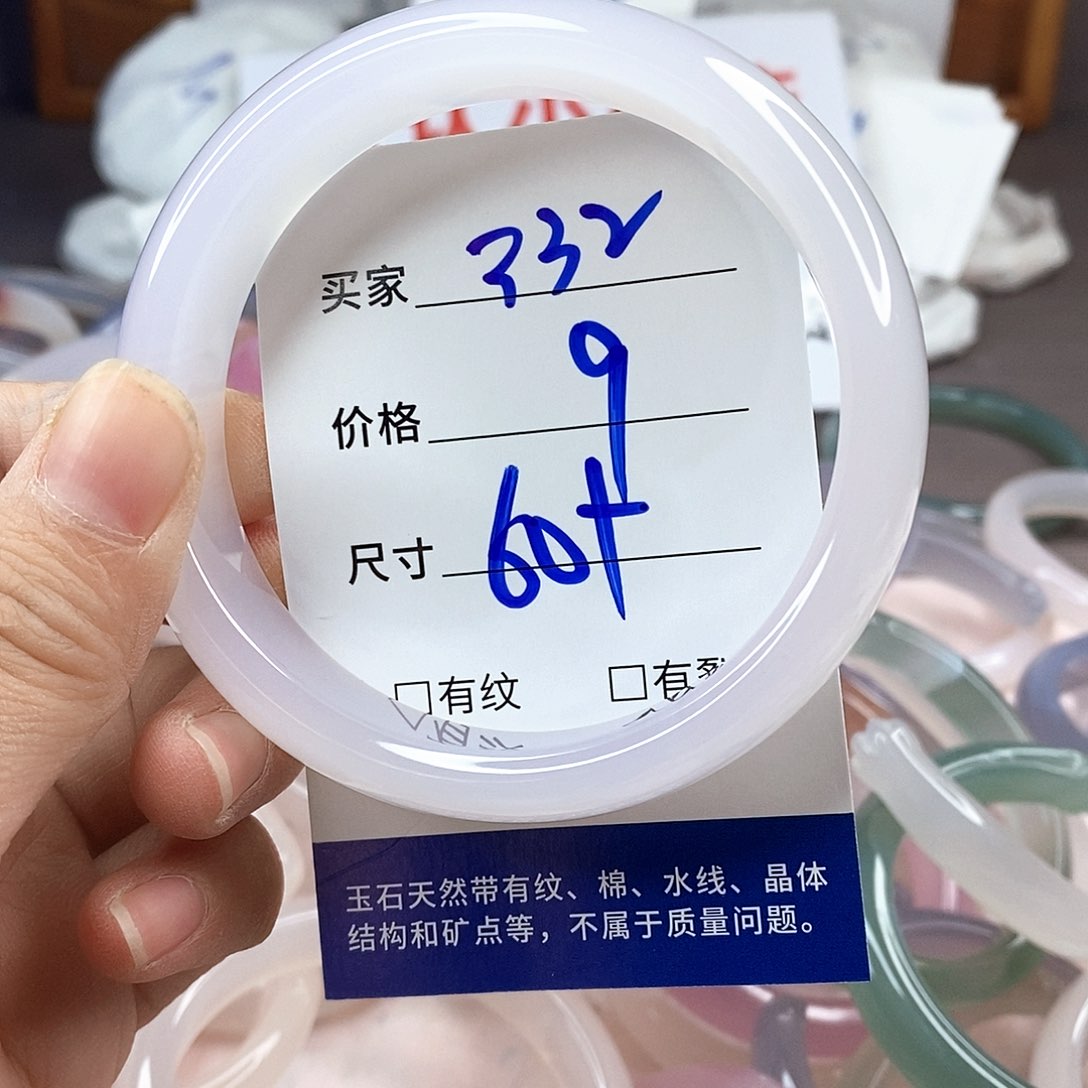 买家 332
价格 9
尺寸 60+
□有纹 □有裂
玉石天然带有纹、棉、水线、晶体
结构和矿点等，不属于质量问题。